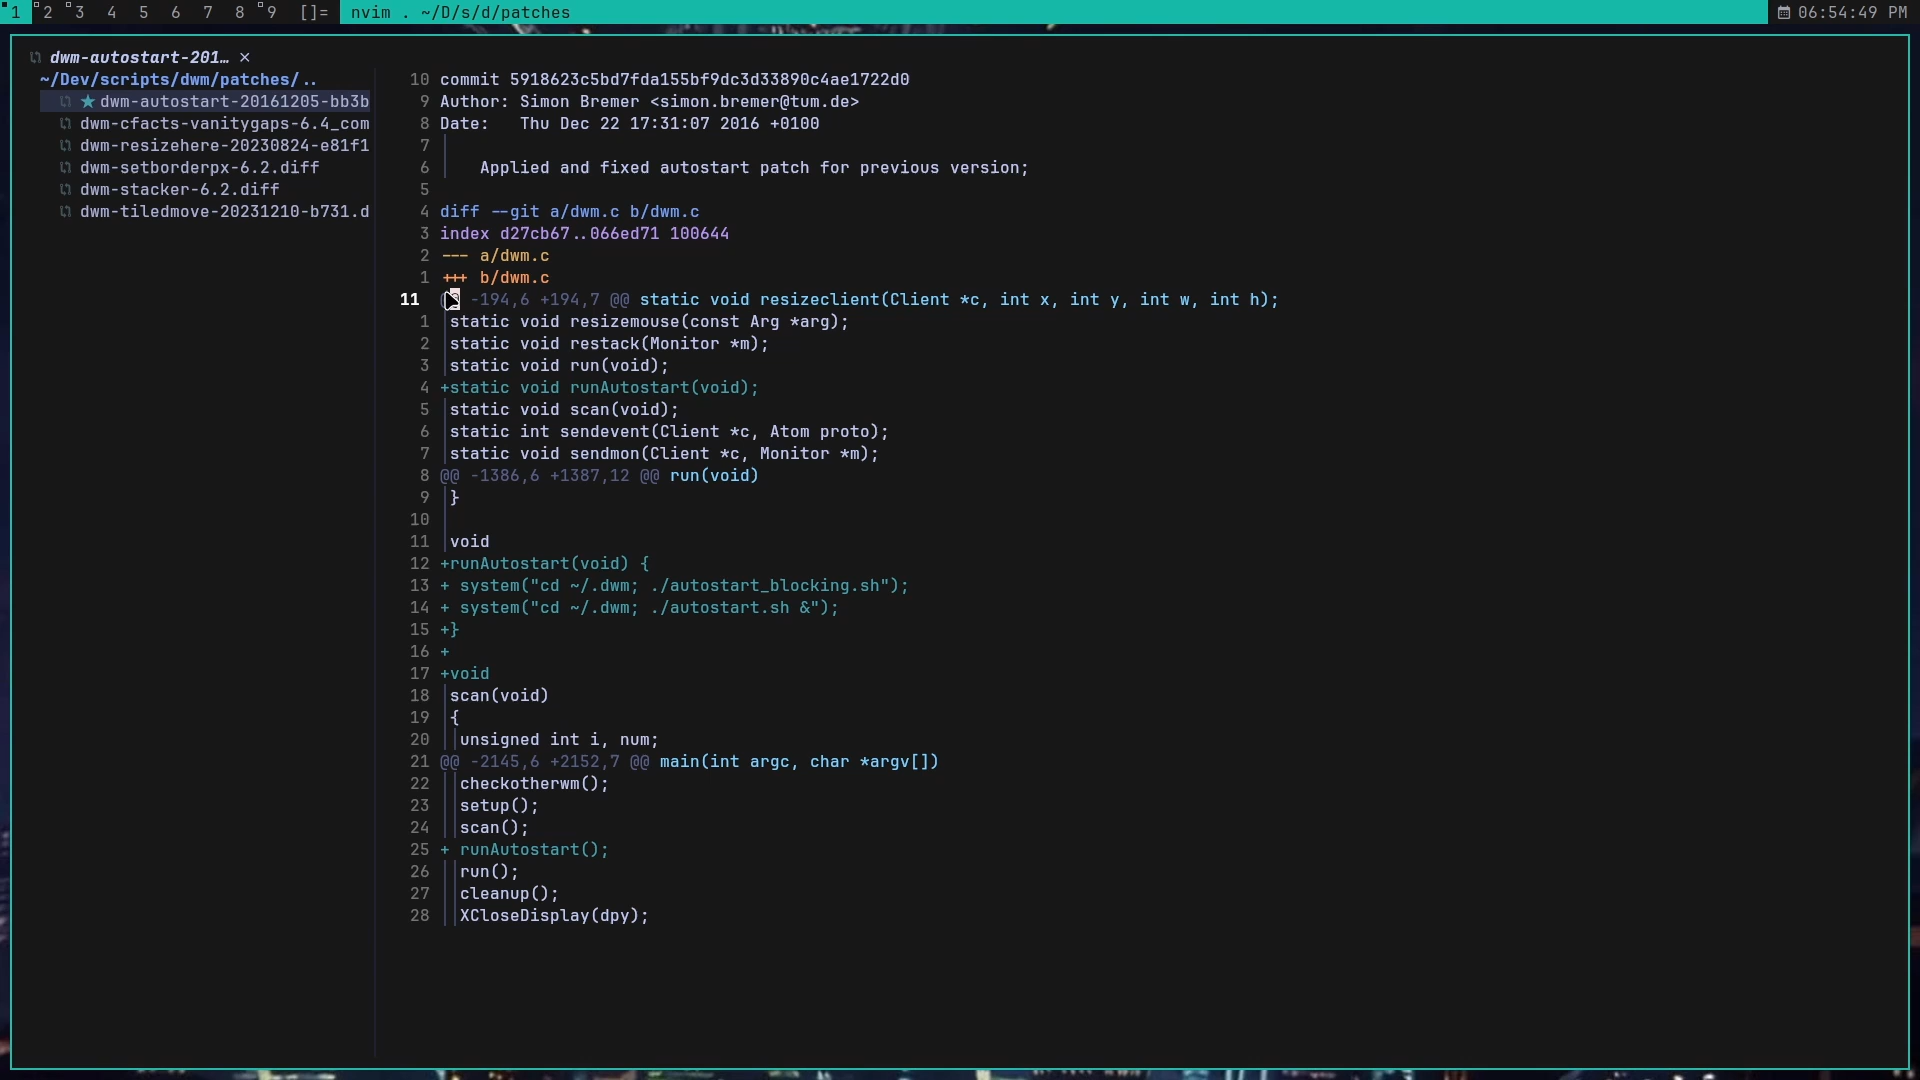 1 2 3 4 5 6 7 8 9 []= nvim . ~/D/s/d/patches 06:54:49 PM
dwm-autostart-201… ×
~/Dev/scripts/dwm/patches/..
★ dwm-autostart-20161205-bb3b
dwm-cfacts-vanitygaps-6.4_com
dwm-resizehere-20230824-e81f1
dwm-setborderpx-6.2.diff
dwm-stacker-6.2.diff
dwm-tiledmove-20231210-b731.d
10 commit 5918623c5bd7fda155bf9dc3d33890c4ae1722d0
9 Author: Simon Bremer <simon.bremer@tum.de>
8 Date:   Thu Dec 22 17:31:07 2016 +0100
7
6     Applied and fixed autostart patch for previous version;
5
4 diff --git a/dwm.c b/dwm.c
3 index d27cb67..066ed71 100644
2 --- a/dwm.c
1 +++ b/dwm.c
11 @@ -194,6 +194,7 @@ static void resizeclient(Client *c, int x, int y, int w, int h);
1  static void resizemouse(const Arg *arg);
2  static void restack(Monitor *m);
3  static void run(void);
4 +static void runAutostart(void);
5  static void scan(void);
6  static int sendevent(Client *c, Atom proto);
7  static void sendmon(Client *c, Monitor *m);
8 @@ -1386,6 +1387,12 @@ run(void)
9  }
10
11  void
12 +runAutostart(void) {
13 + system("cd ~/.dwm; ./autostart_blocking.sh");
14 + system("cd ~/.dwm; ./autostart.sh &");
15 +}
16 +
17 +void
18  scan(void)
19  {
20   unsigned int i, num;
21 @@ -2145,6 +2152,7 @@ main(int argc, char *argv[])
22   checkotherwm();
23   setup();
24   scan();
25 + runAutostart();
26   run();
27   cleanup();
28   XCloseDisplay(dpy);